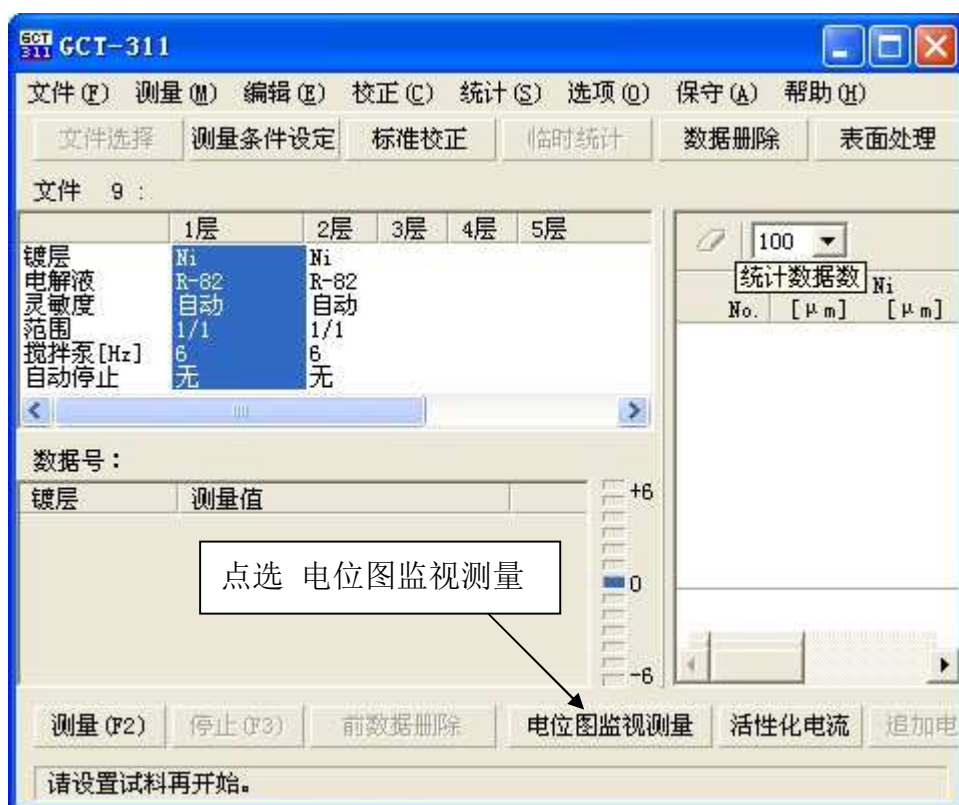 GCT 311 GCT-311
文件(F) 测量(M) 编辑(E) 校正(C) 统计(S) 选项(O) 保守(A) 帮助(H)
文件选择 测量条件设定 标准校正 临时统计 数据删除 表面处理
文件 9 :
1层 2层 3层 4层 5层
镀层 Ni Ni
电解液 R-82 R-82
灵敏度 自动 自动
范围 1/1 1/1
搅拌泵[Hz] 6 6
自动停止 无 无
100
统计数据数 Ni
No. [μm] [μm]
数据号：
镀层 测量值
+6
0
-6
点选 电位图监视测量
测量(F2) 停止(F3) 前数据删除 电位图监视测量 活性化电流 追加电
请设置试料再开始。